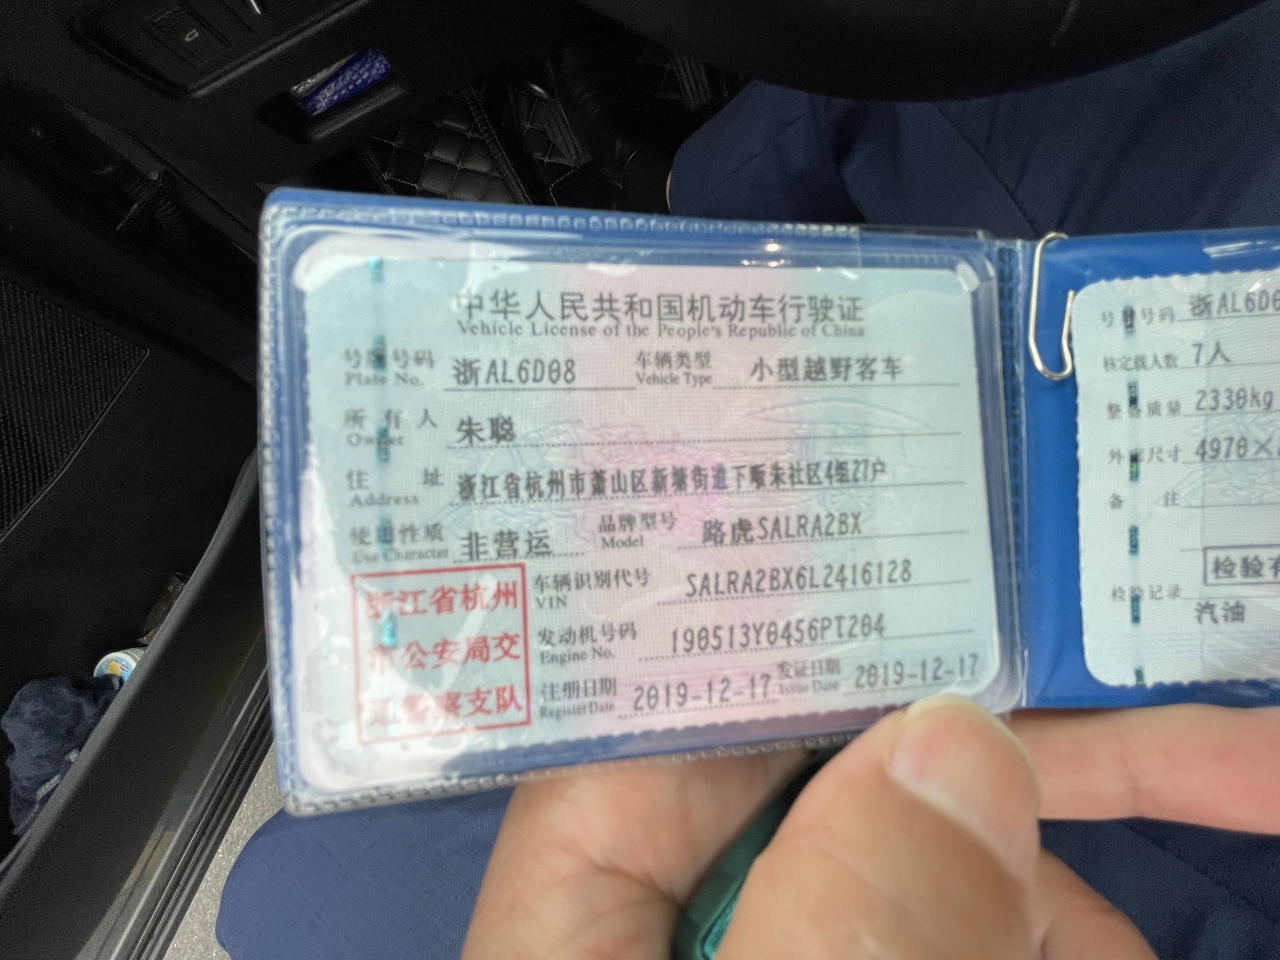 中华人民共和国机动车行驶证
Vehicle License of the People's Republic of China
号牌号码 浙AL6D08 车辆类型 小型越野客车
Plate No. Vehicle Type
所有人 朱聪
Owner
住址 浙江省杭州市萧山区新塘街道下畈朱社区4组27户
Address
使用性质 非营运 品牌型号 路虎SALRA2BX
Use Character Model
浙江省杭州
市公安局交
通警察支队
车辆识别代号 SALRA2BX6L2416128
VIN
发动机号码 190513Y0456PT204
Engine No.
注册日期 2019-12-17 发证日期 2019-12-17
Register Date Issue Date
号牌号码 浙AL6D0
核定载人数 7人
整备质量 2330kg
外廓尺寸 4970×
备注
检验有
检验记录
汽油